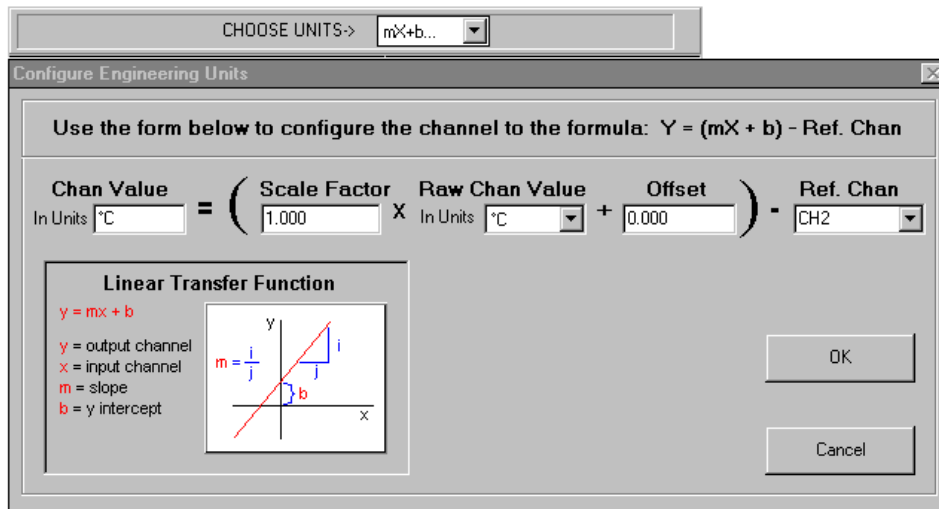 CHOOSE UNITS-> mX+b...
Configure Engineering Units
Use the form below to configure the channel to the formula: Y = (mX + b) - Ref. Chan
Chan Value Scale Factor Raw Chan Value Offset Ref. Chan
In Units °C = ( 1.000 X In Units °C + 0.000 ) - CH2
Linear Transfer Function
y = mx + b
y = output channel
x = input channel
m = slope
b = y intercept
y
m = i
j
i
j
b
x
OK
Cancel